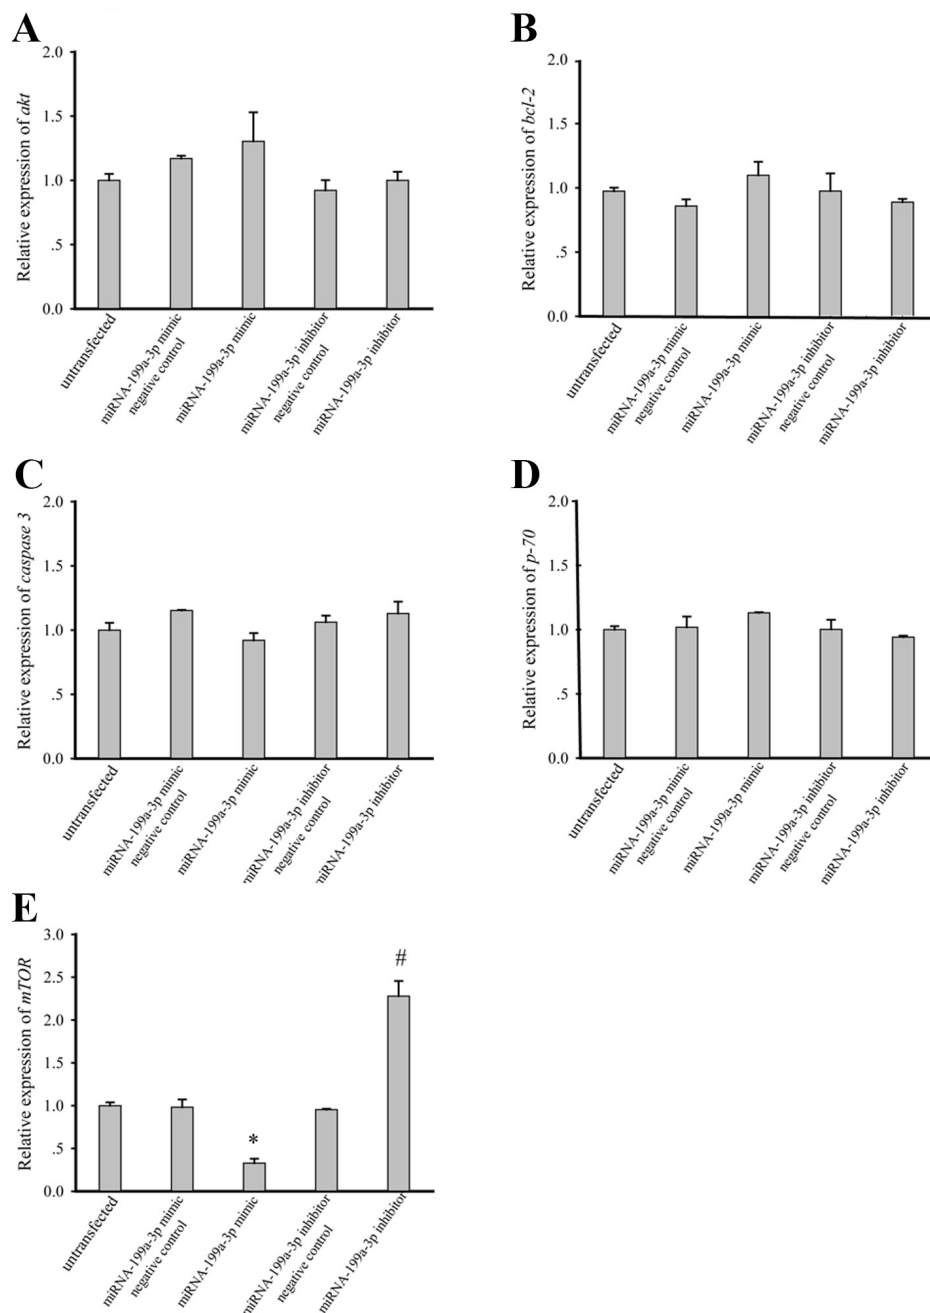 A
Relative expression of akt
2.0
1.5
1.0
.5
0.0
untransfected
miRNA-199a-3p mimic
negative control
miRNA-199a-3p mimic
miRNA-199a-3p inhibitor
negative control
miRNA-199a-3p inhibitor
B
Relative expression of bcl-2
2.0
1.5
1.0
.5
0.0
untransfected
miRNA-199a-3p mimic
negative control
miRNA-199a-3p mimic
miRNA-199a-3p inhibitor
negative control
miRNA-199a-3p inhibitor
C
Relative expression of caspase 3
2.0
1.5
1.0
.5
0.0
untransfected
miRNA-199a-3p mimic
negative control
miRNA-199a-3p mimic
miRNA-199a-3p inhibitor
negative control
miRNA-199a-3p inhibitor
D
Relative expression of p-70
2.0
1.5
1.0
.5
0.0
untransfected
miRNA-199a-3p mimic
negative control
miRNA-199a-3p mimic
miRNA-199a-3p inhibitor
negative control
miRNA-199a-3p inhibitor
E
Relative expression of mTOR
3.0
2.5
2.0
1.5
1.0
.5
0.0
*
#
untransfected
miRNA-199a-3p mimic
negative control
miRNA-199a-3p mimic
miRNA-199a-3p inhibitor
negative control
miRNA-199a-3p inhibitor